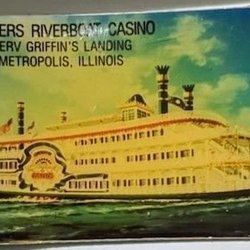 ERS RIVERBOAT CASINO
ERV GRIFFIN'S LANDING
METROPOLIS, ILLINOIS